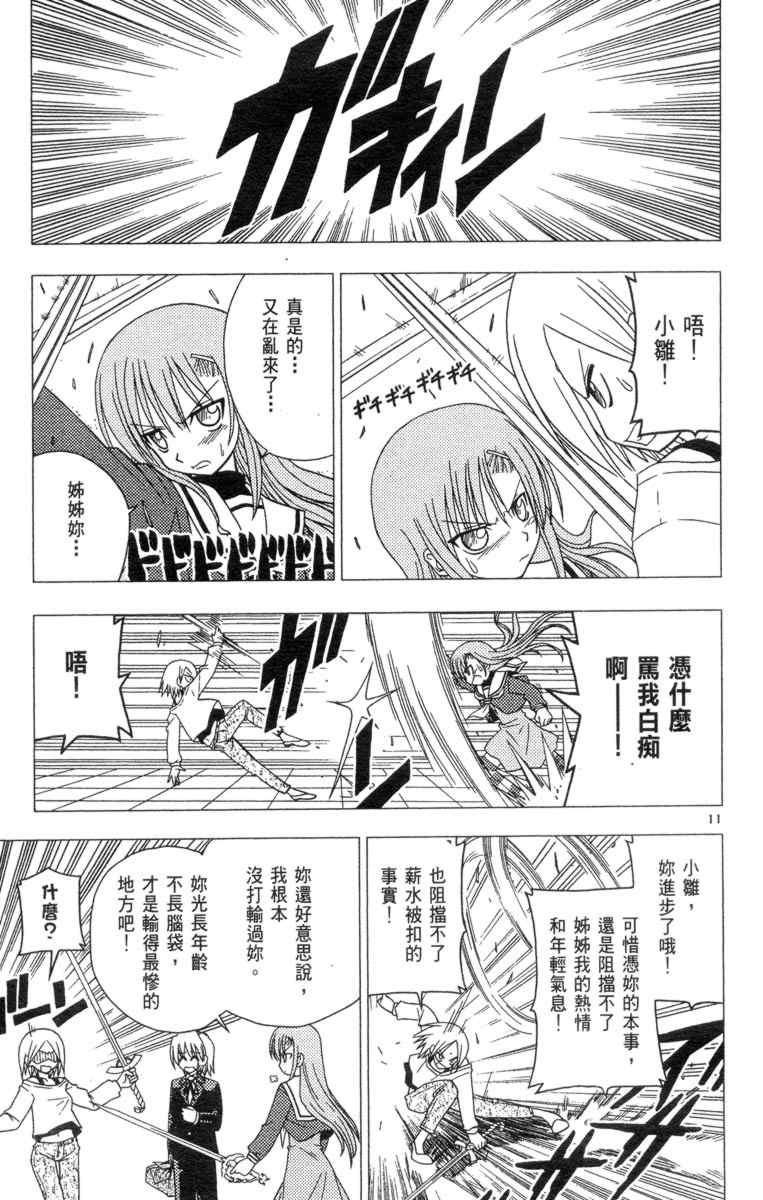 ガキィン
唔!
小雛!
ギチギチギチギチ
真是的…
又在亂來了…
姊姊妳…
ドドドドドドド
憑什麼
罵我白痴
啊——!
ガッ
唔!
11
小雛,
妳進步了哦!
可惜憑妳的本事,
還是阻擋不了
姊姊我的熱情
和年輕氣息!
也阻擋不了
薪水被扣的
事實!
ズザザザ
妳還好意思說,
我根本
沒打輸過妳。
妳光長年齡
不長腦袋,
才是輸得最慘的
地方吧!
什麼?
ガーン